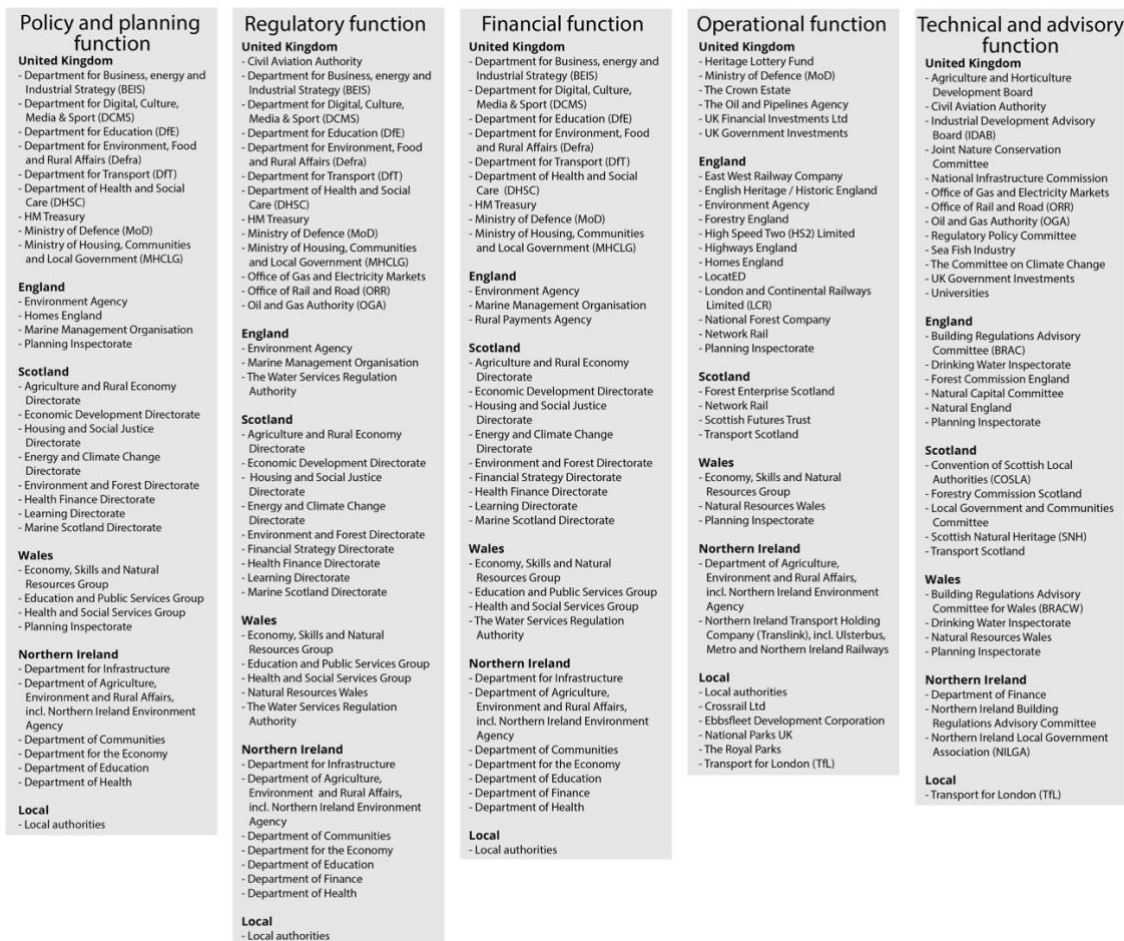 Policy and planning
function
United Kingdom
- Department for Business, energy and
Industrial Strategy (BEIS)
- Department for Digital, Culture,
Media & Sport (DCMS)
- Department for Education (DfE)
- Department for Environment, Food
and Rural Affairs (Defra)
- Department for Transport (DfT)
- Department of Health and Social
Care (DHSC)
- HM Treasury
- Ministry of Defence (MoD)
- Ministry of Housing, Communities
and Local Government (MHCLG)
England
- Environment Agency
- Homes England
- Marine Management Organisation
- Planning Inspectorate
Scotland
- Agriculture and Rural Economy
Directorate
- Economic Development Directorate
- Housing and Social Justice
Directorate
- Energy and Climate Change
Directorate
- Environment and Forest Directorate
- Health Finance Directorate
- Learning Directorate
- Marine Scotland Directorate
Wales
- Economy, Skills and Natural
Resources Group
- Education and Public Services Group
- Health and Social Services Group
- Planning Inspectorate
Northern Ireland
- Department for Infrastructure
- Department of Agriculture,
Environment and Rural Affairs,
incl. Northern Ireland Environment
Agency
- Department of Communities
- Department for the Economy
- Department of Education
- Department of Health
Local
- Local authorities
Regulatory function
United Kingdom
- Civil Aviation Authority
- Department for Business, energy and
Industrial Strategy (BEIS)
- Department for Digital, Culture,
Media & Sport (DCMS)
- Department for Education (DfE)
- Department for Environment, Food
and Rural Affairs (Defra)
- Department for Transport (DfT)
- Department of Health and Social
Care (DHSC)
- HM Treasury
- Ministry of Defence (MoD)
- Ministry of Housing, Communities
and Local Government (MHCLG)
- Office of Gas and Electricity Markets
- Office of Rail and Road (ORR)
- Oil and Gas Authority (OGA)
England
- Environment Agency
- Marine Management Organisation
- The Water Services Regulation
Authority
Scotland
- Agriculture and Rural Economy
Directorate
- Economic Development Directorate
- Housing and Social Justice
Directorate
- Energy and Climate Change
Directorate
- Environment and Forest Directorate
- Financial Strategy Directorate
- Health Finance Directorate
- Learning Directorate
- Marine Scotland Directorate
Wales
- Economy, Skills and Natural
Resources Group
- Education and Public Services Group
- Health and Social Services Group
- Natural Resources Wales
- The Water Services Regulation
Authority
Northern Ireland
- Department for Infrastructure
- Department of Agriculture,
Environment and Rural Affairs,
incl. Northern Ireland Environment
Agency
- Department of Communities
- Department for the Economy
- Department of Education
- Department of Finance
- Department of Health
Local
- Local authorities
Financial function
United Kingdom
- Department for Business, energy and
Industrial Strategy (BEIS)
- Department for Digital, Culture,
Media & Sport (DCMS)
- Department for Education (DfE)
- Department for Environment, Food
and Rural Affairs (Defra)
- Department for Transport (DfT)
- Department of Health and Social
Care (DHSC)
- HM Treasury
- Ministry of Defence (MoD)
- Ministry of Housing, Communities
and Local Government (MHCLG)
England
- Environment Agency
- Marine Management Organisation
- Rural Payments Agency
Scotland
- Agriculture and Rural Economy
Directorate
- Economic Development Directorate
- Housing and Social Justice
Directorate
- Energy and Climate Change
Directorate
- Environment and Forest Directorate
- Financial Strategy Directorate
- Health Finance Directorate
- Learning Directorate
- Marine Scotland Directorate
Wales
- Economy, Skills and Natural
Resources Group
- Education and Public Services Group
- Health and Social Services Group
- The Water Services Regulation
Authority
Northern Ireland
- Department for Infrastructure
- Department of Agriculture,
Environment and Rural Affairs,
incl. Northern Ireland Environment
Agency
- Department of Communities
- Department for the Economy
- Department of Education
- Department of Finance
- Department of Health
Local
- Local authorities
Operational function
United Kingdom
- Heritage Lottery Fund
- Ministry of Defence (MoD)
- The Crown Estate
- The Oil and Pipelines Agency
- UK Financial Investments Ltd
- UK Government Investments
England
- East West Railway Company
- English Heritage / Historic England
- Environment Agency
- Forestry England
- High Speed Two (HS2) Limited
- Highways England
- Homes England
- LocatED
- London and Continental Railways
Limited (LCR)
- National Forest Company
- Network Rail
- Planning Inspectorate
Scotland
- Forest Enterprise Scotland
- Network Rail
- Scottish Futures Trust
- Transport Scotland
Wales
- Economy, Skills and Natural
Resources Group
- Natural Resources Wales
- Planning Inspectorate
Northern Ireland
- Department of Agriculture,
Environment and Rural Affairs,
incl. Northern Ireland Environment
Agency
- Northern Ireland Transport Holding
Company (Translink), incl. Ulsterbus,
Metro and Northern Ireland Railways
Local
- Local authorities
- Crossrail Ltd
- Ebbsfleet Development Corporation
- National Parks UK
- The Royal Parks
- Transport for London (TfL)
Technical and advisory
function
United Kingdom
- Agriculture and Horticulture
Development Board
- Civil Aviation Authority
- Industrial Development Advisory
Board (IDAB)
- Joint Nature Conservation
Committee
- National Infrastructure Commission
- Office of Gas and Electricity Markets
- Office of Rail and Road (ORR)
- Oil and Gas Authority (OGA)
- Regulatory Policy Committee
- Sea Fish Industry
- The Committee on Climate Change
- UK Government Investments
- Universities
England
- Building Regulations Advisory
Committee (BRAC)
- Drinking Water Inspectorate
- Forest Commission England
- Natural Capital Committee
- Natural England
- Planning Inspectorate
Scotland
- Convention of Scottish Local
Authorities (COSLA)
- Forestry Commission Scotland
- Local Government and Communities
Committee
- Scottish Natural Heritage (SNH)
- Transport Scotland
Wales
- Building Regulations Advisory
Committee for Wales (BRACW)
- Drinking Water Inspectorate
- Natural Resources Wales
- Planning Inspectorate
Northern Ireland
- Department of Finance
- Northern Ireland Building
Regulations Advisory Committee
- Northern Ireland Local Government
Association (NILGA)
Local
- Transport for London (TfL)